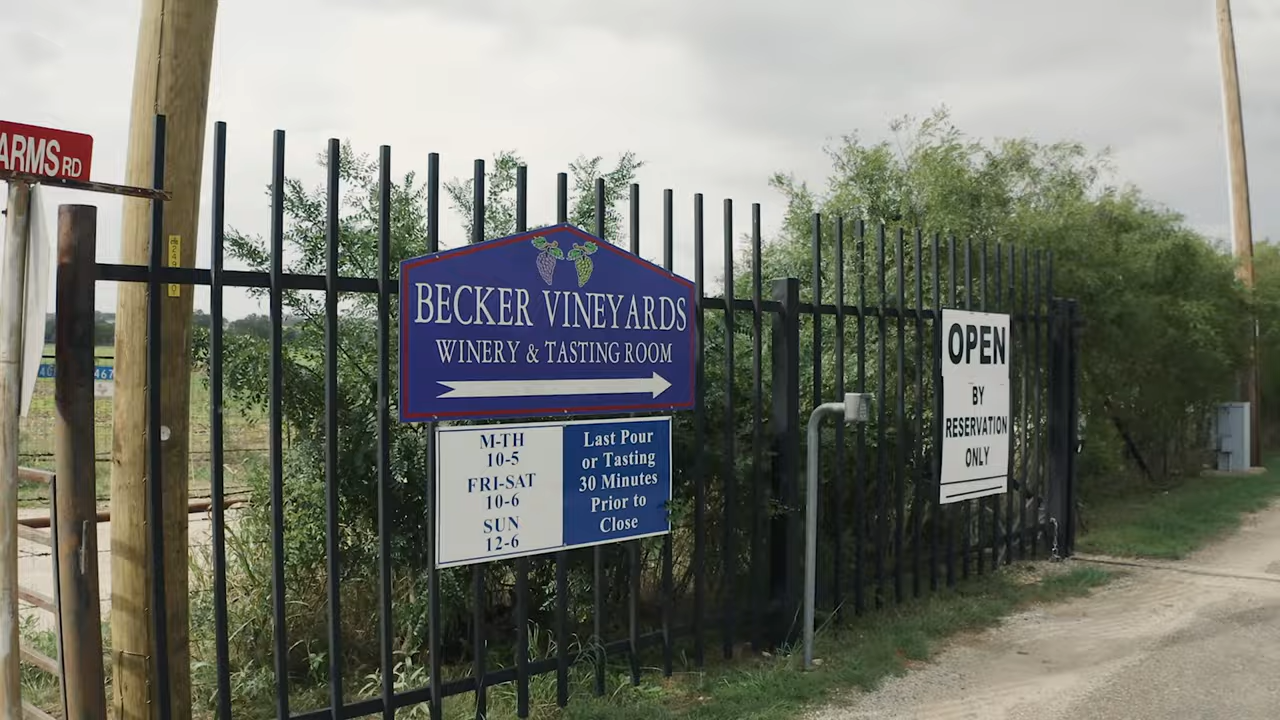 ARMS RD
BECKER VINEYARDS
WINERY & TASTING ROOM
M-TH
10-5
FRI-SAT
10-6
SUN
12-6
Last Pour
or Tasting
30 Minutes
Prior to
Close
OPEN
BY
RESERVATION
ONLY